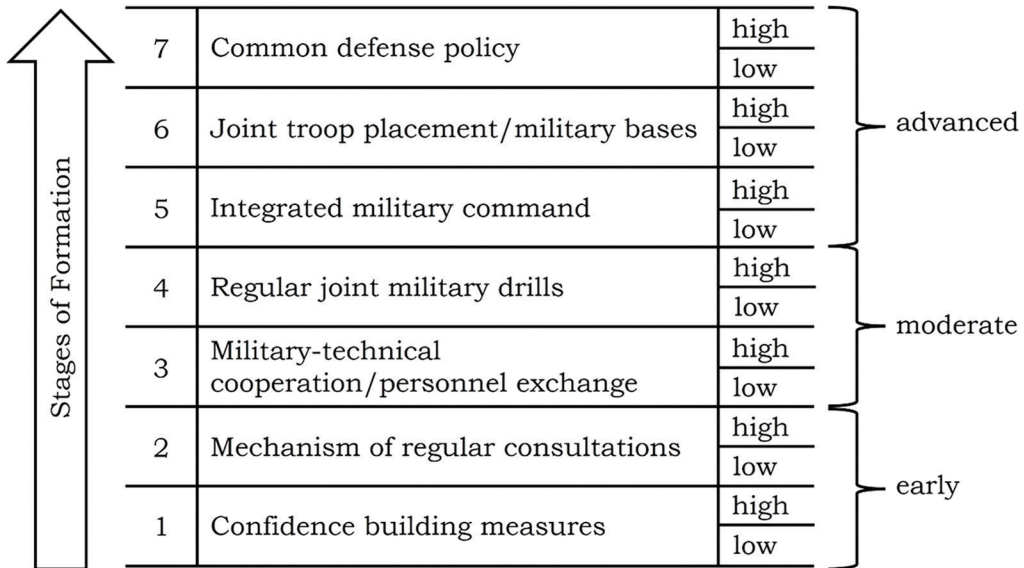 Stages of Formation
7
Common defense policy
high
low
6
Joint troop placement/military bases
high
low
5
Integrated military command
high
low
advanced
4
Regular joint military drills
high
low
3
Military-technical
cooperation/personnel exchange
high
low
moderate
2
Mechanism of regular consultations
high
low
1
Confidence building measures
high
low
early